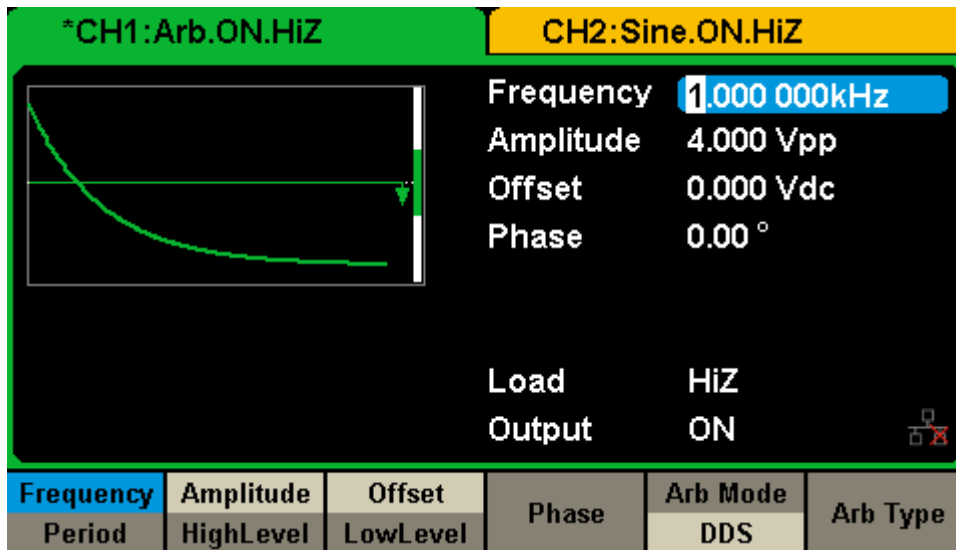 *CH1:Arb.ON.HiZ
CH2:Sine.ON.HiZ
Frequency 1.000 000kHz
Amplitude 4.000 Vpp
Offset 0.000 Vdc
Phase 0.00 °
Load HiZ
Output ON
Frequency Amplitude Offset Phase Arb Mode Arb Type
Period HighLevel LowLevel DDS